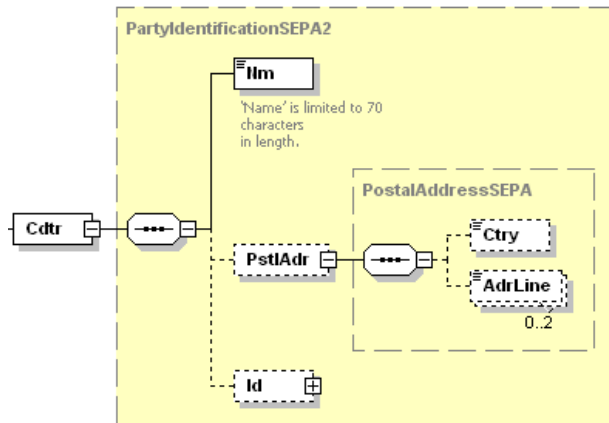 PartyIdentificationSEPA2
Nm
'Name' is limited to 70
characters
in length.
PostalAddressSEPA
Cdtr
Ctry
PstlAdr
AdrLine
0..2
Id